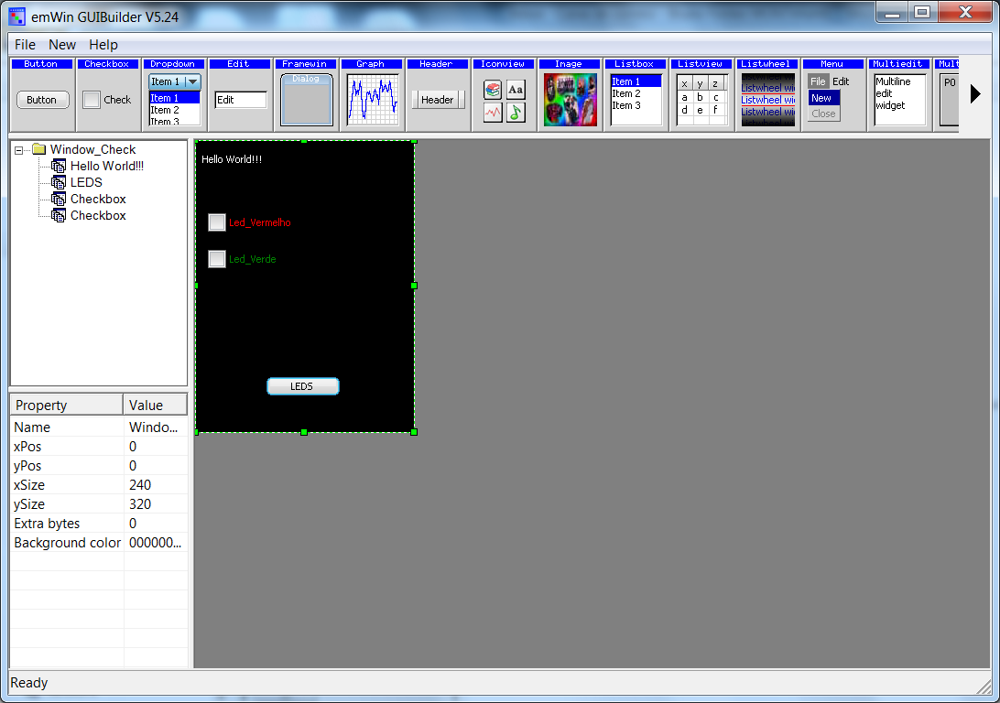 emWin GUIBuilder V5.24
File New Help
Button Checkbox Dropdown Edit Framewin Graph Header Iconview Image Listbox Listview Listwheel Menu Multiedit Mult
Button
Check
Item 1
Item 1
Item 2
Item 3
Edit
Dialog
Header
Aa
Item 1
Item 2
Item 3
x y z
a b c
d e f
Listwheel wi
Listwheel wi
Listwheel wi
File Edit
New
Close
Multiline
edit
widget
P0
Window_Check
Hello World!!!
LEDS
Checkbox
Checkbox
Hello World!!!
Led_Vermelho
Led_Verde
LEDS
Property Value
Name Windo...
xPos 0
yPos 0
xSize 240
ySize 320
Extra bytes 0
Background color 000000...
Ready